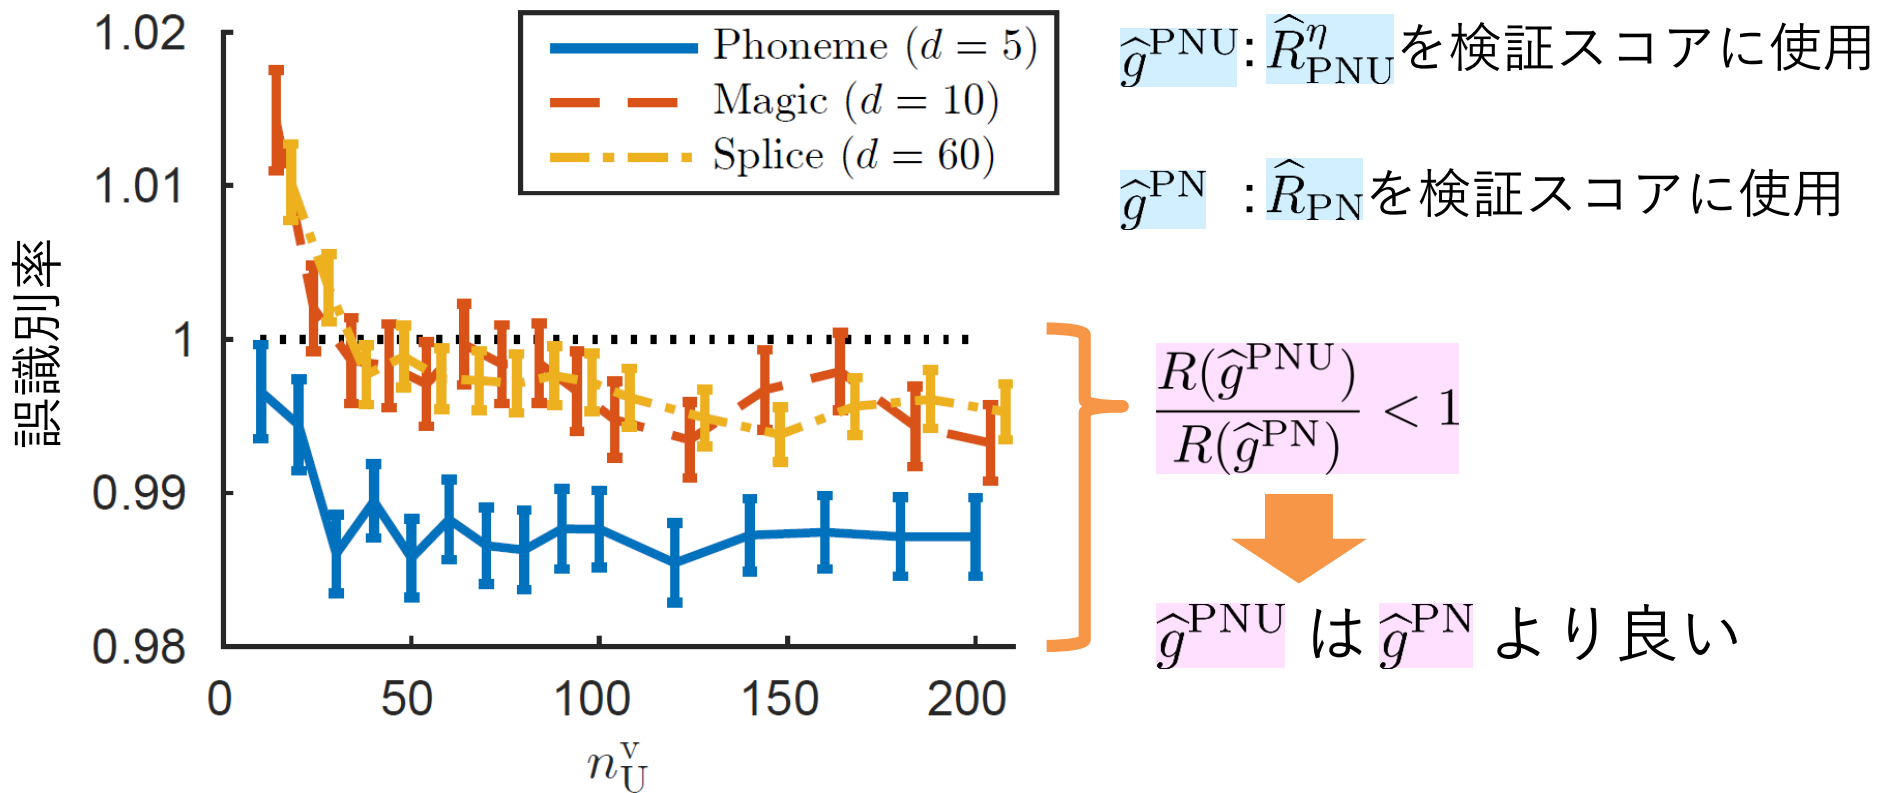 1.02
1.01
1
0.99
0.98
誤識別率
0 50 100 150 200
n_U^v
Phoneme (d = 5)
Magic (d = 10)
Splice (d = 60)
ĝ^PNU : R̂^η_PNU を検証スコアに使用
ĝ^PN : R̂_PN を検証スコアに使用
R(ĝ^PNU) / R(ĝ^PN) < 1
ĝ^PNU は ĝ^PN より良い